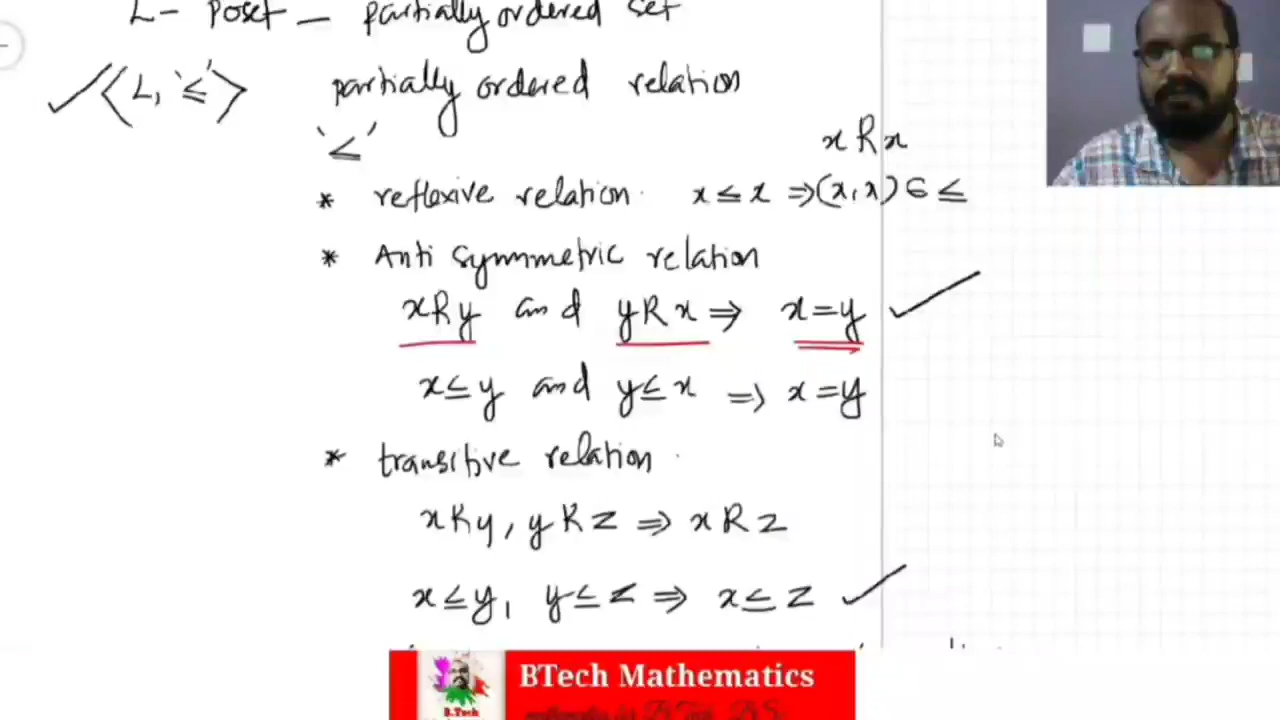 L- poset – partially ordered set
⟨L, '≤'⟩ partially ordered relation
'≤'
x R x
* reflexive relation. x ≤ x ⇒ (x, x) ∈ ≤
* Anti symmetric relation
xRy and yRx ⇒ x=y
x≤y and y≤x ⇒ x=y
* transitive relation.
xRy, yRz ⇒ xRz
x≤y, y≤z ⇒ x≤z
BTech Mathematics
B.Tech